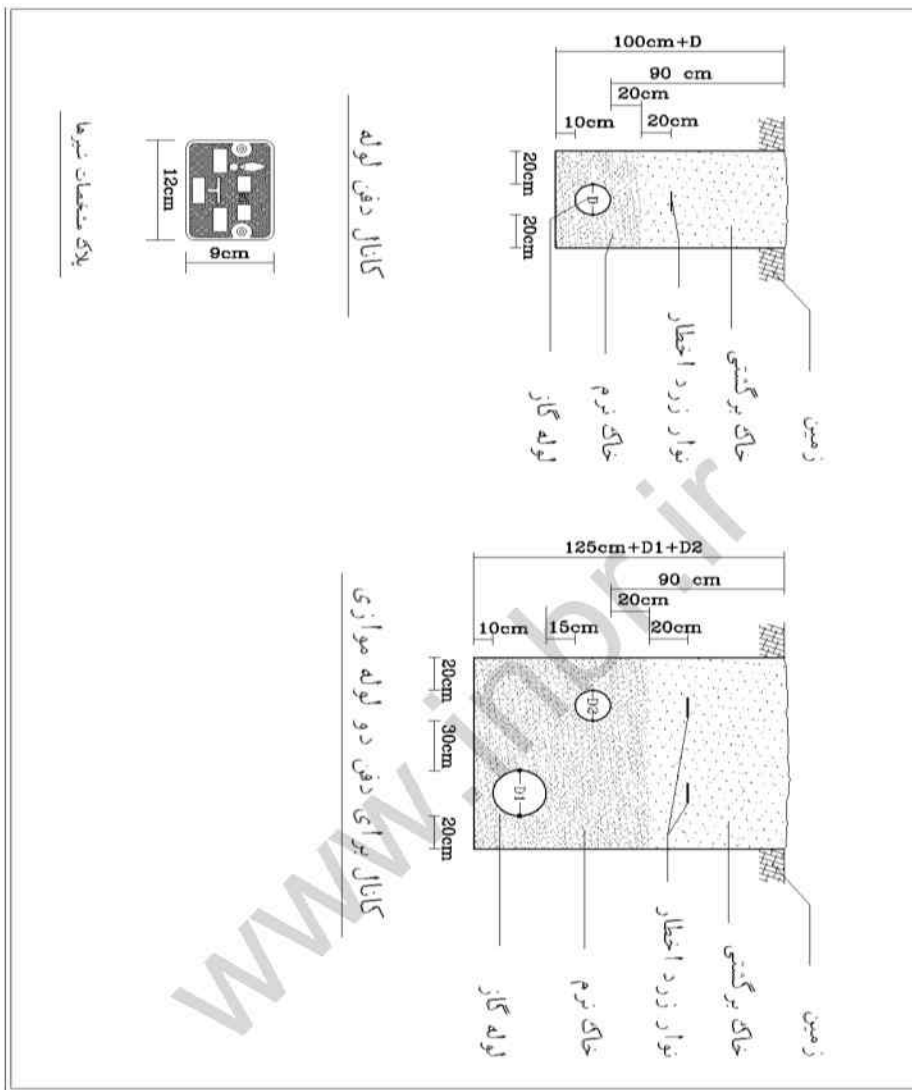 100cm+D
90 cm
20cm
20cm
10cm
20cm
20cm
D
زمین
خاک برگشتی
نوار زرد اخطار
خاک نرم
لوله گاز
کانال دفن لوله
12cm
9cm
پلاک مشخصات شیرها
125cm+D1+D2
90 cm
20cm
20cm
15cm
10cm
20cm
30cm
20cm
D2
D1
زمین
خاک برگشتی
نوار زرد اخطار
خاک نرم
لوله گاز
کانال برای دفن دو لوله موازی
www.inbr.ir